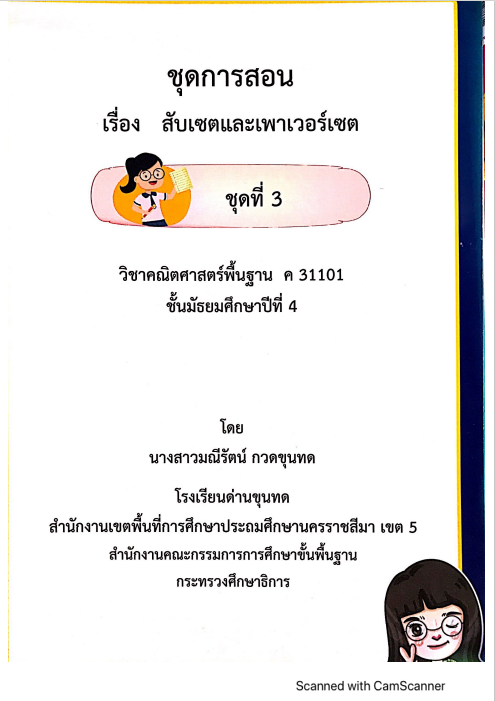 ชุดการสอน
เรื่อง สับเซตและเพาเวอร์เซต
ชุดที่ 3
วิชาคณิตศาสตร์พื้นฐาน ค 31101
ชั้นมัธยมศึกษาปีที่ 4
โดย
นางสาวมณีรัตน์ กวดขุนทด
โรงเรียนด่านขุนทด
สำนักงานเขตพื้นที่การศึกษาประถมศึกษานครราชสีมา เขต 5
สำนักงานคณะกรรมการการศึกษาขั้นพื้นฐาน
กระทรวงศึกษาธิการ
Scanned with CamScanner